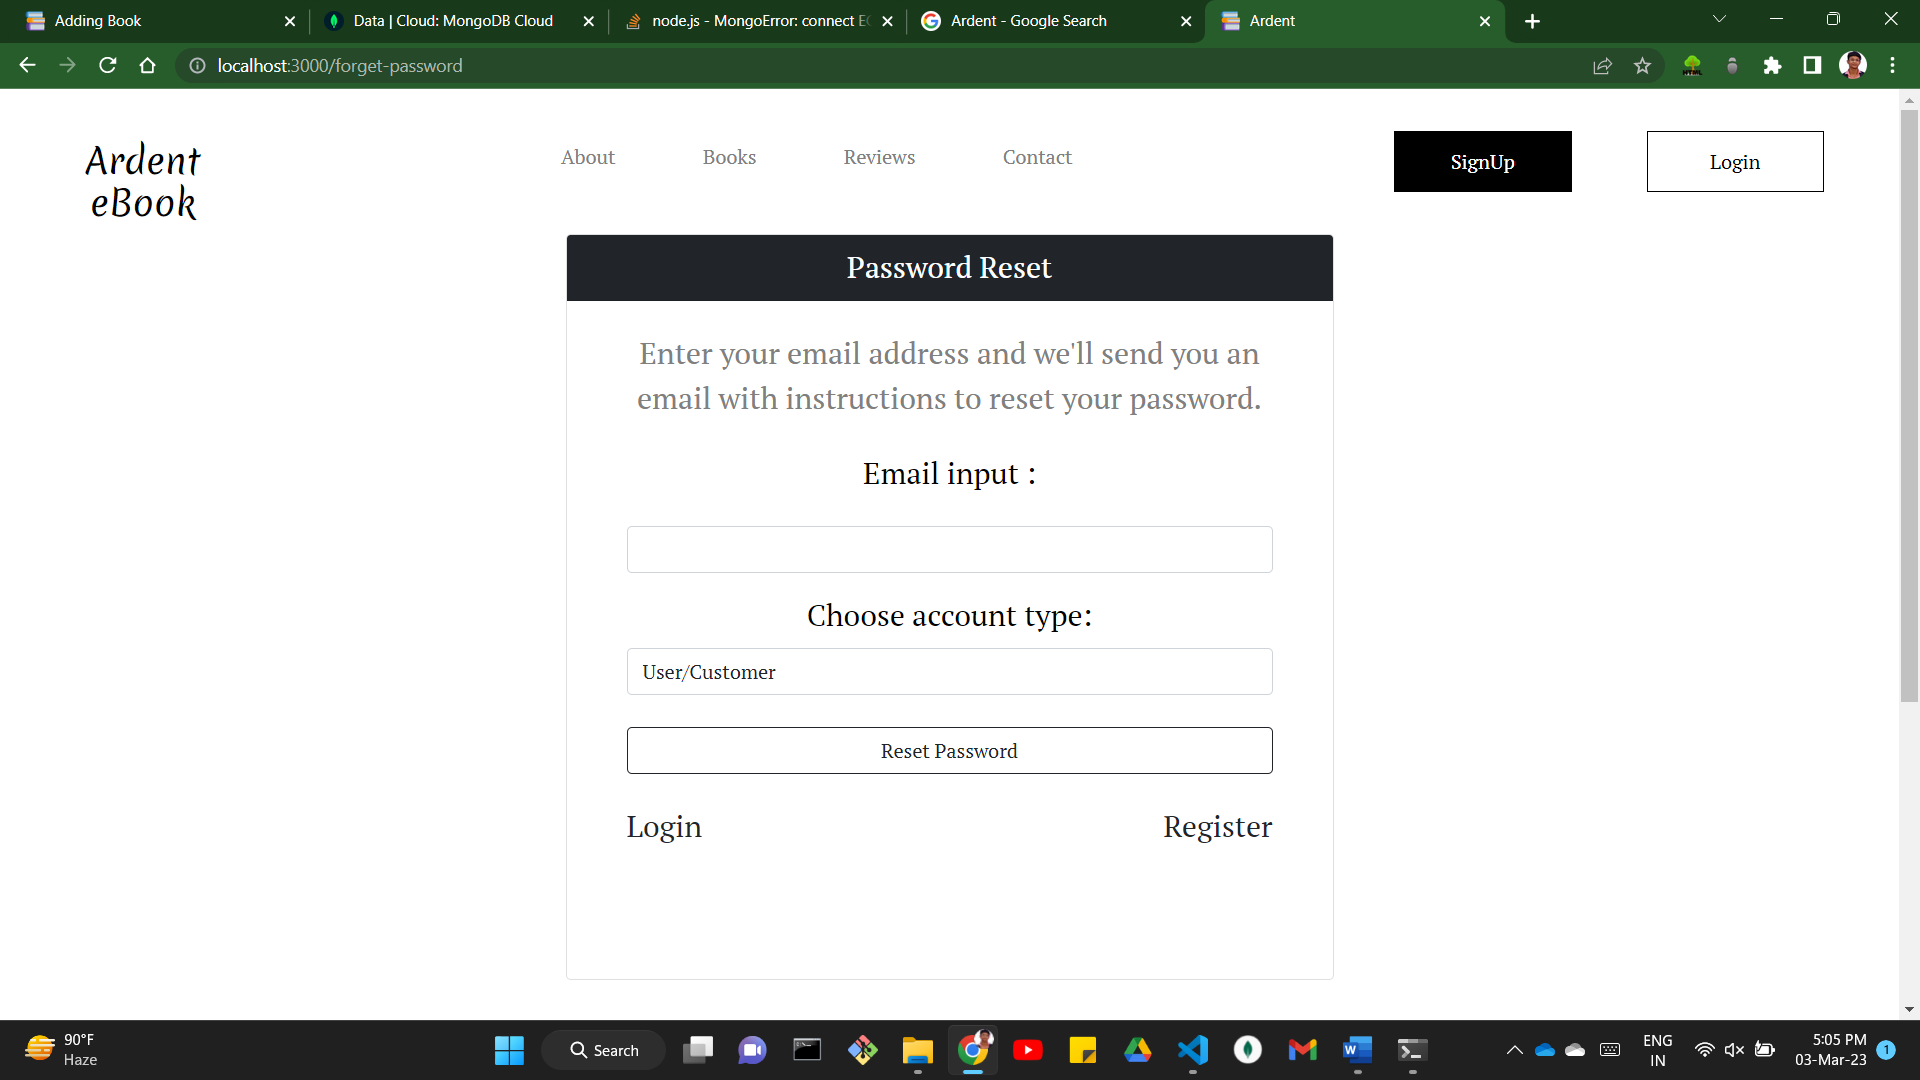 Adding Book
Data | Cloud: MongoDB Cloud
node.js - MongoError: connect EC
Ardent - Google Search
Ardent
localhost:3000/forget-password
Ardent
eBook
About
Books
Reviews
Contact
SignUp
Login
Password Reset
Enter your email address and we'll send you an
email with instructions to reset your password.
Email input :
Choose account type:
User/Customer
Reset Password
Login
Register
90°F
Haze
Search
ENG
IN
5:05 PM
03-Mar-23
1